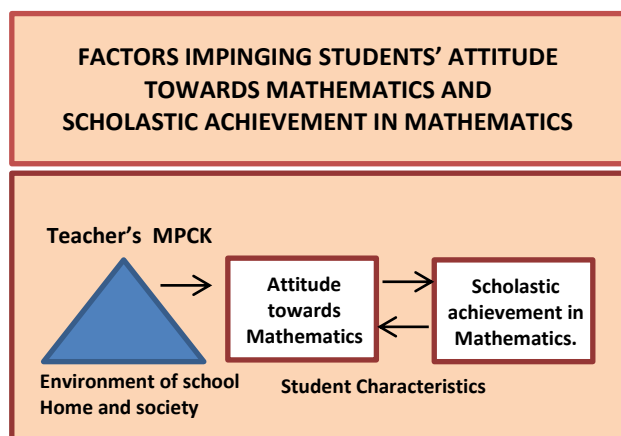 FACTORS IMPINGING STUDENTS’ ATTITUDE
TOWARDS MATHEMATICS AND
SCHOLASTIC ACHIEVEMENT IN MATHEMATICS
Teacher’s MPCK
Attitude
towards
Mathematics
Scholastic
achievement in
Mathematics.
Environment of school
Home and society
Student Characteristics